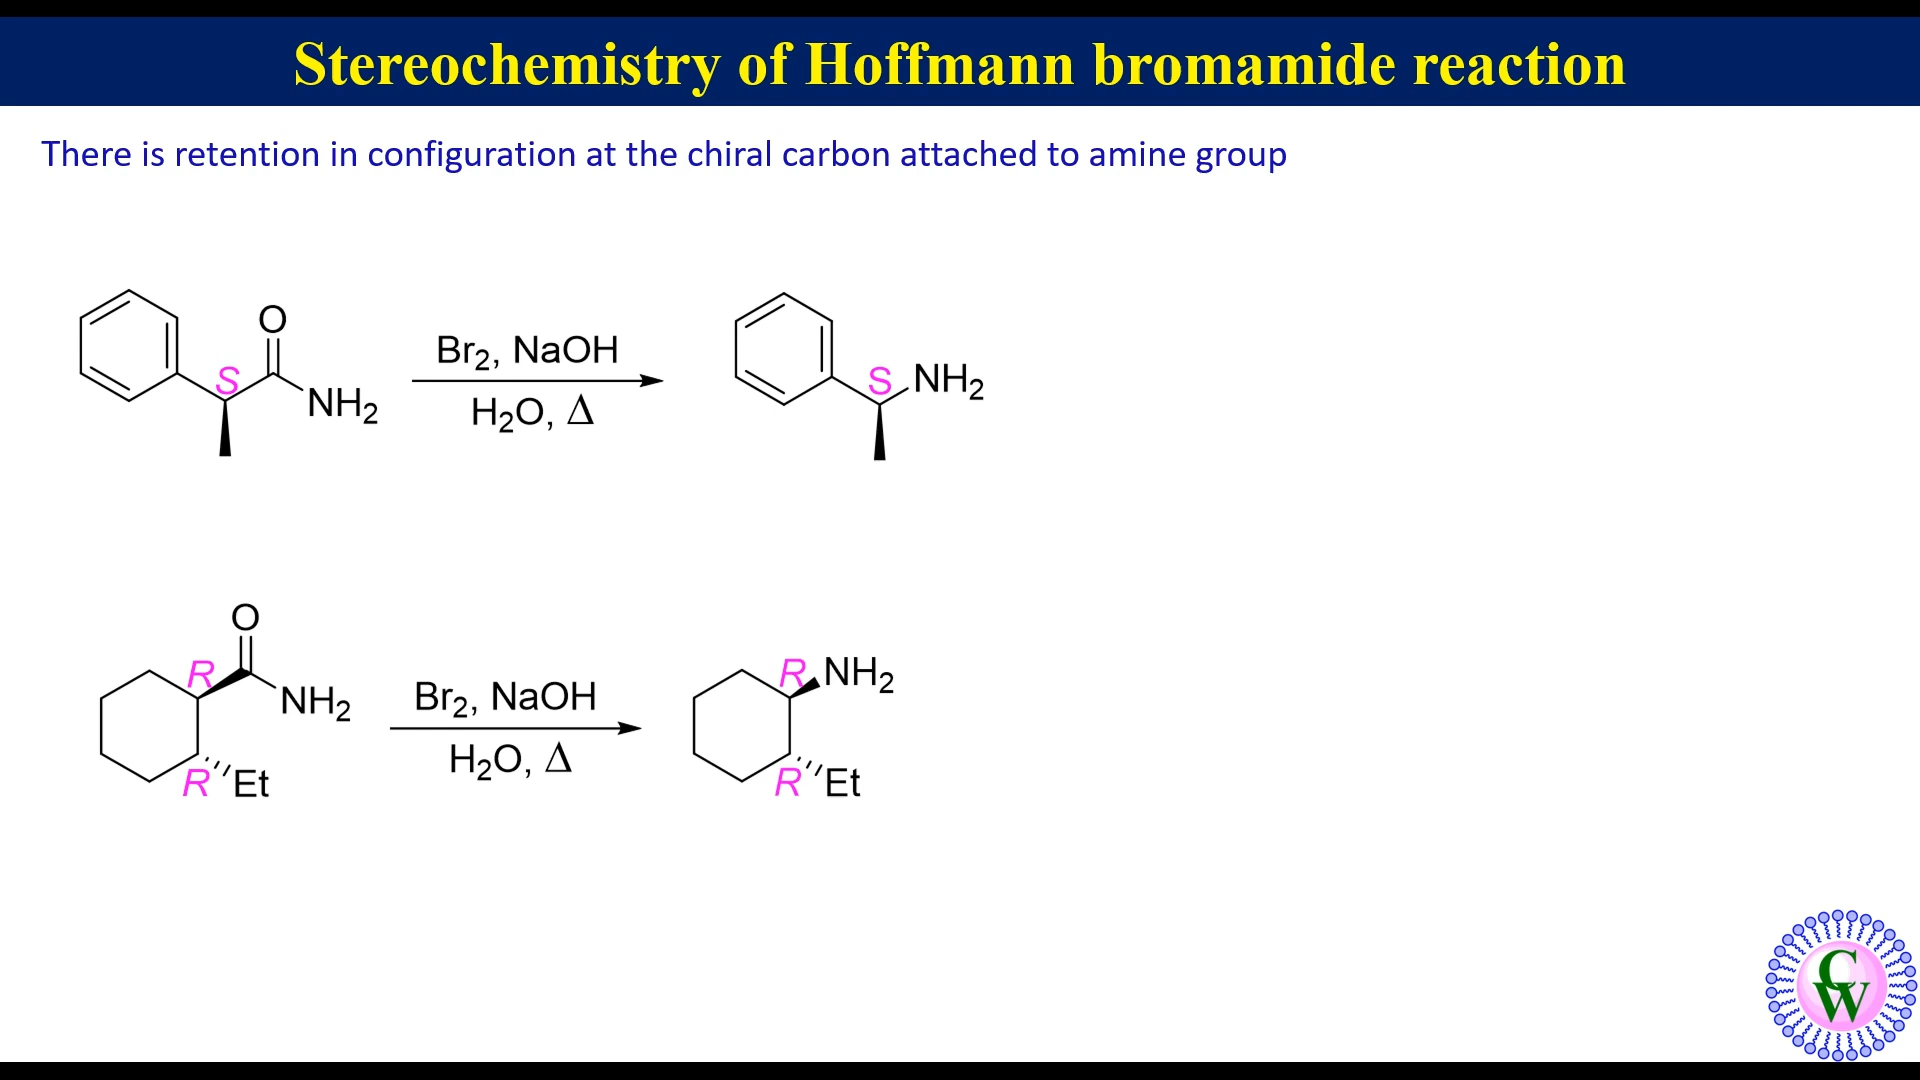 Stereochemistry of Hoffmann bromamide reaction
There is retention in configuration at the chiral carbon attached to amine group
O
S
NH2
Br2, NaOH
H2O, Δ
S NH2
O
R
NH2
R Et
Br2, NaOH
H2O, Δ
R NH2
R Et
C
W